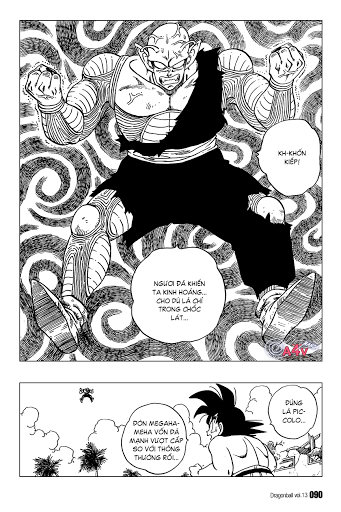 KH-KHỐN
KIẾP!
NGƯƠI ĐÃ KHIẾN
TA KINH HOÀNG...
CHO DÙ LÀ CHỈ
TRONG CHỐC
LÁT...
ĐÚNG
LÀ PIC-
COLO...
ĐÒN MEGAHA-
MEHA VỐN ĐÃ
MẠNH VƯỢT CẤP
SO VỚI THÔNG
THƯỜNG RỒI...
Dragonball vol.13 090